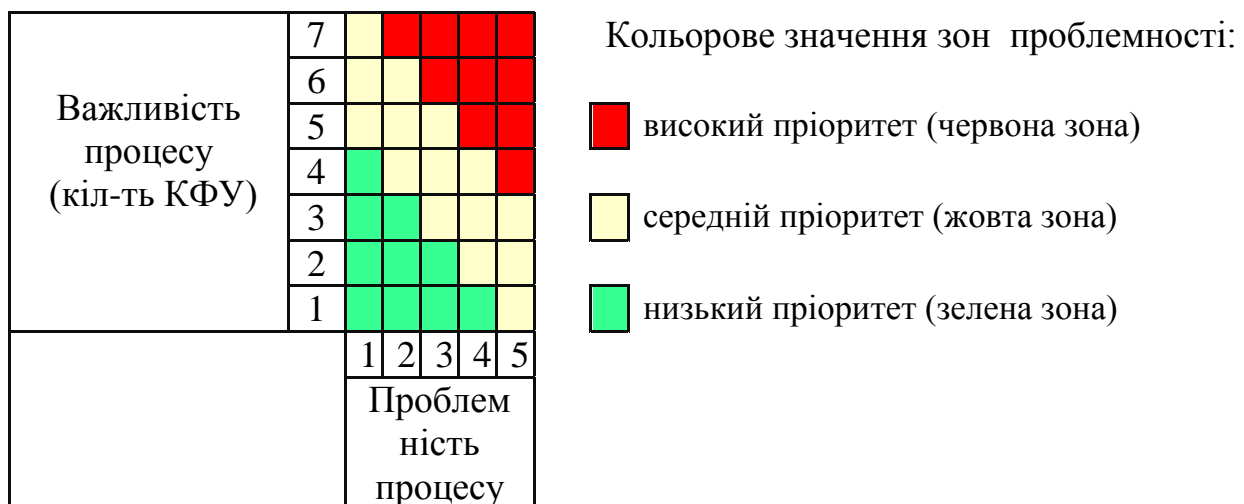 Важливість
процесу
(кіл-ть КФУ)
7
6
5
4
3
2
1
1 2 3 4 5
Проблем
ність
процесу
Кольорове значення зон проблемності:
високий пріоритет (червона зона)
середній пріоритет (жовта зона)
низький пріоритет (зелена зона)